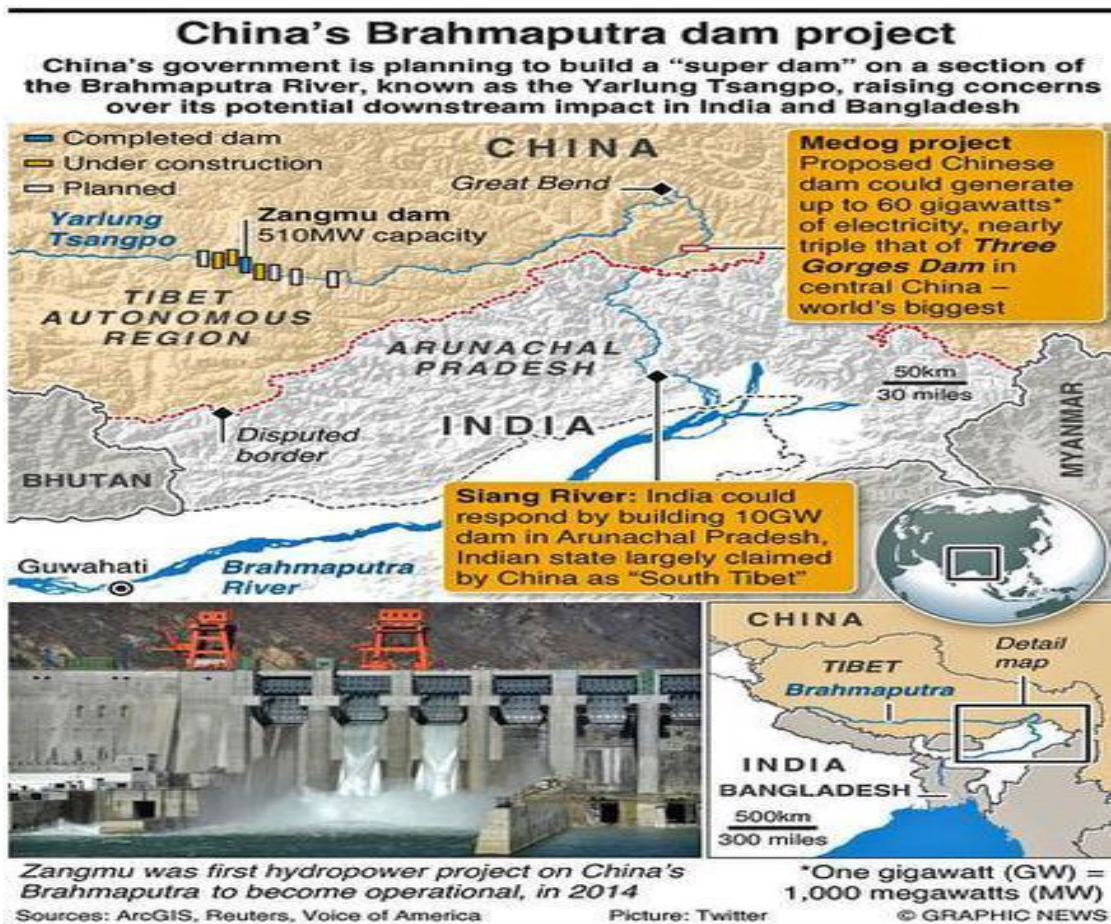 China's Brahmaputra dam project
China's government is planning to build a “super dam” on a section of
the Brahmaputra River, known as the Yarlung Tsangpo, raising concerns
over its potential downstream impact in India and Bangladesh
Completed dam
Under construction
Planned
CHINA
Great Bend
Yarlung
Tsangpo
Zangmu dam
510MW capacity
Medog project
Proposed Chinese
dam could generate
up to 60 gigawatts*
of electricity, nearly
triple that of Three
Gorges Dam in
central China –
world's biggest
TIBET
AUTONOMOUS
REGION
ARUNACHAL
PRADESH
50km
30 miles
INDIA
Disputed
border
BHUTAN
MYANMAR
Siang River: India could
respond by building 10GW
dam in Arunachal Pradesh,
Indian state largely claimed
by China as “South Tibet”
Guwahati
Brahmaputra
River
CHINA
Detail
map
TIBET
Brahmaputra
INDIA
BANGLADESH
500km
300 miles
Zangmu was first hydropower project on China's
Brahmaputra to become operational, in 2014
*One gigawatt (GW) =
1,000 megawatts (MW)
Sources: ArcGIS, Reuters, Voice of America
Picture: Twitter
© GRAPHIC NEWS